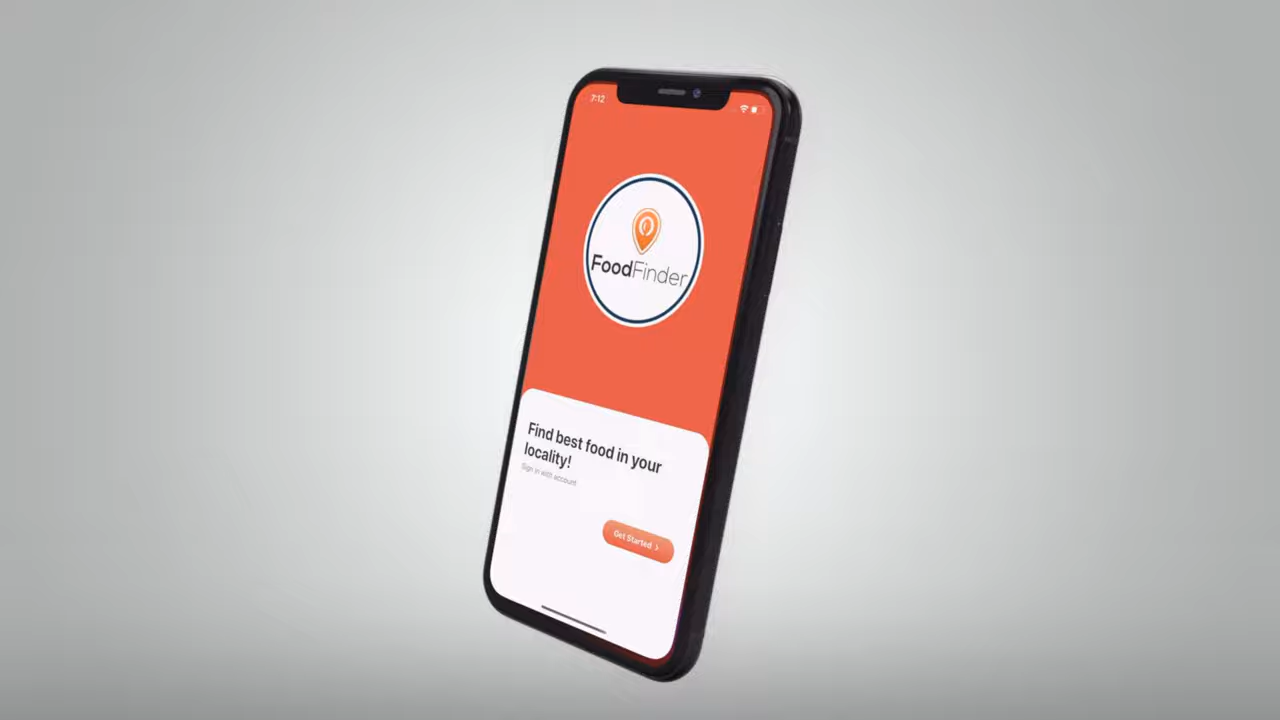 7:12
FoodFinder
Find best food in your
locality!
Sign in with account
Get Started >